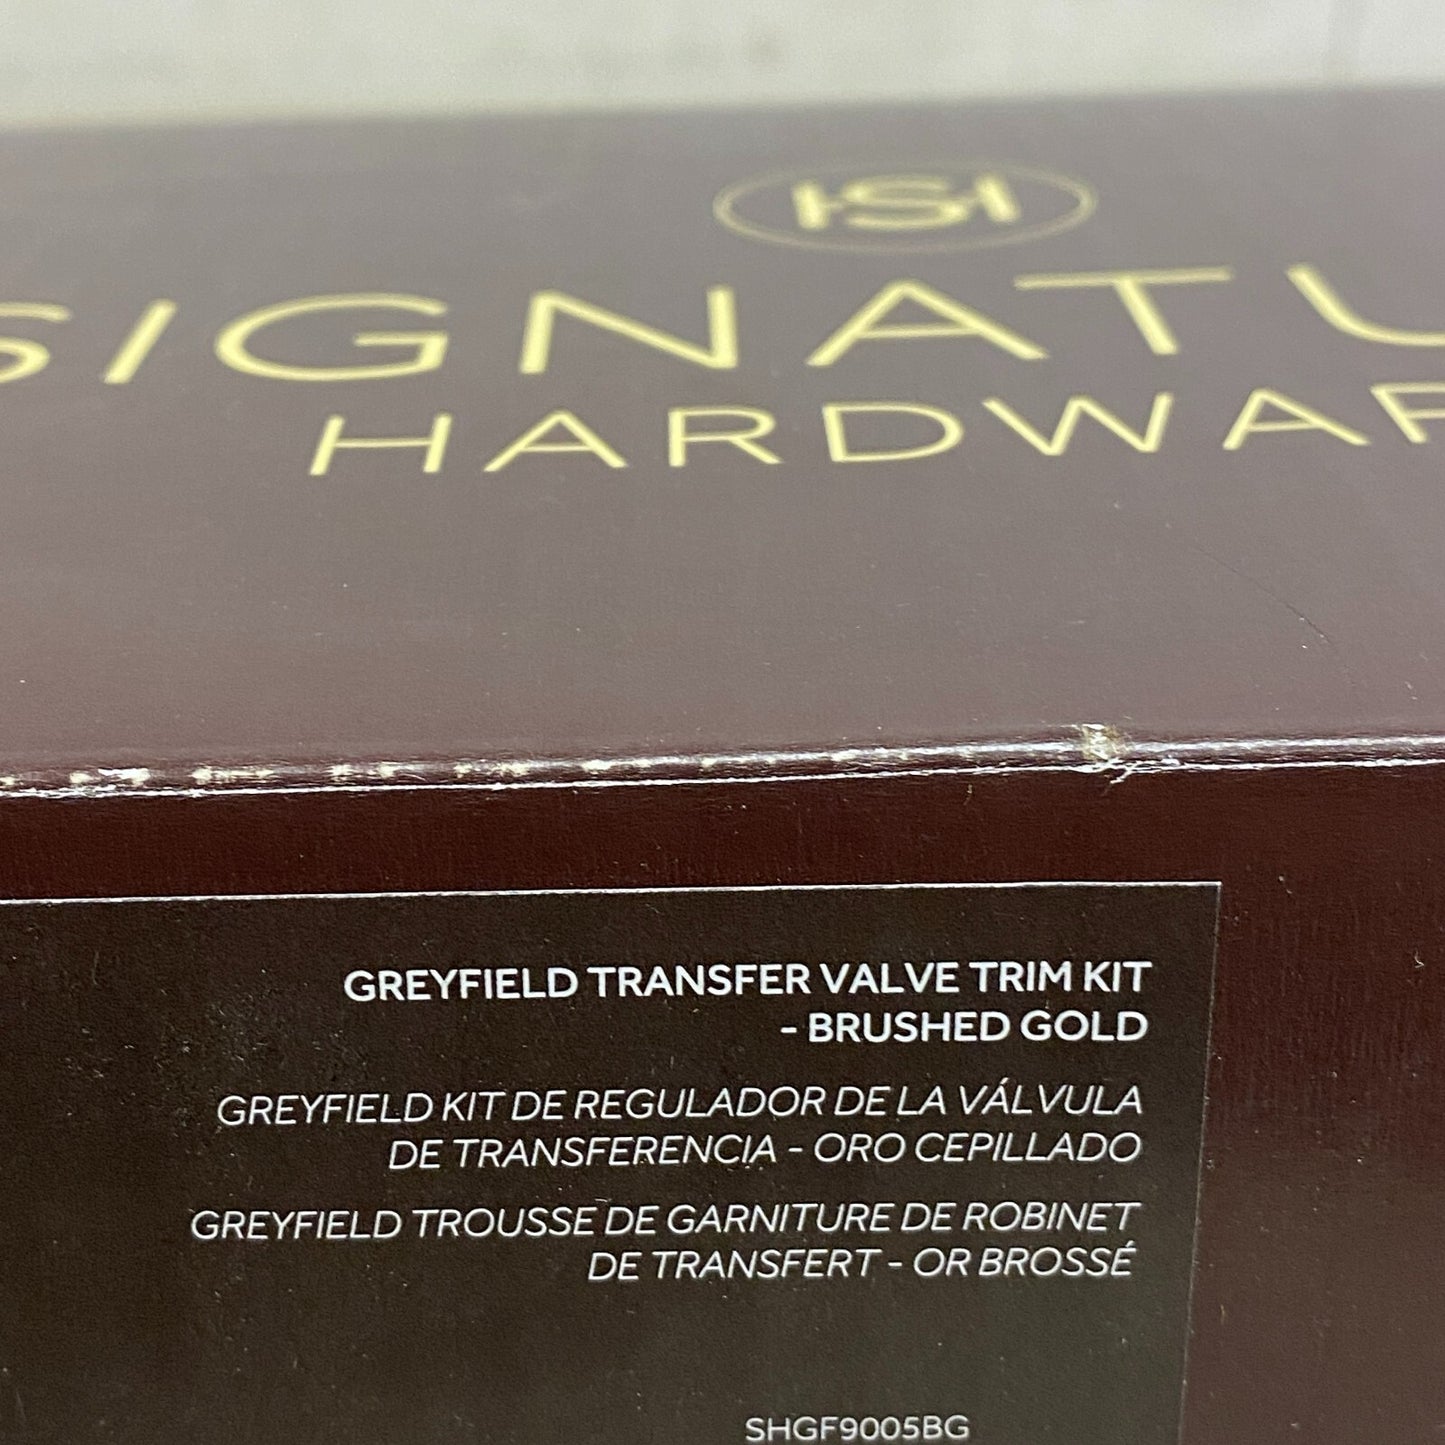 HSH
SIGNATU
HARDWAR
GREYFIELD TRANSFER VALVE TRIM KIT
- BRUSHED GOLD
GREYFIELD KIT DE REGULADOR DE LA VÁLVULA
DE TRANSFERENCIA - ORO CEPILLADO
GREYFIELD TROUSSE DE GARNITURE DE ROBINET
DE TRANSFERT - OR BROSSÉ
SHGF9005BG